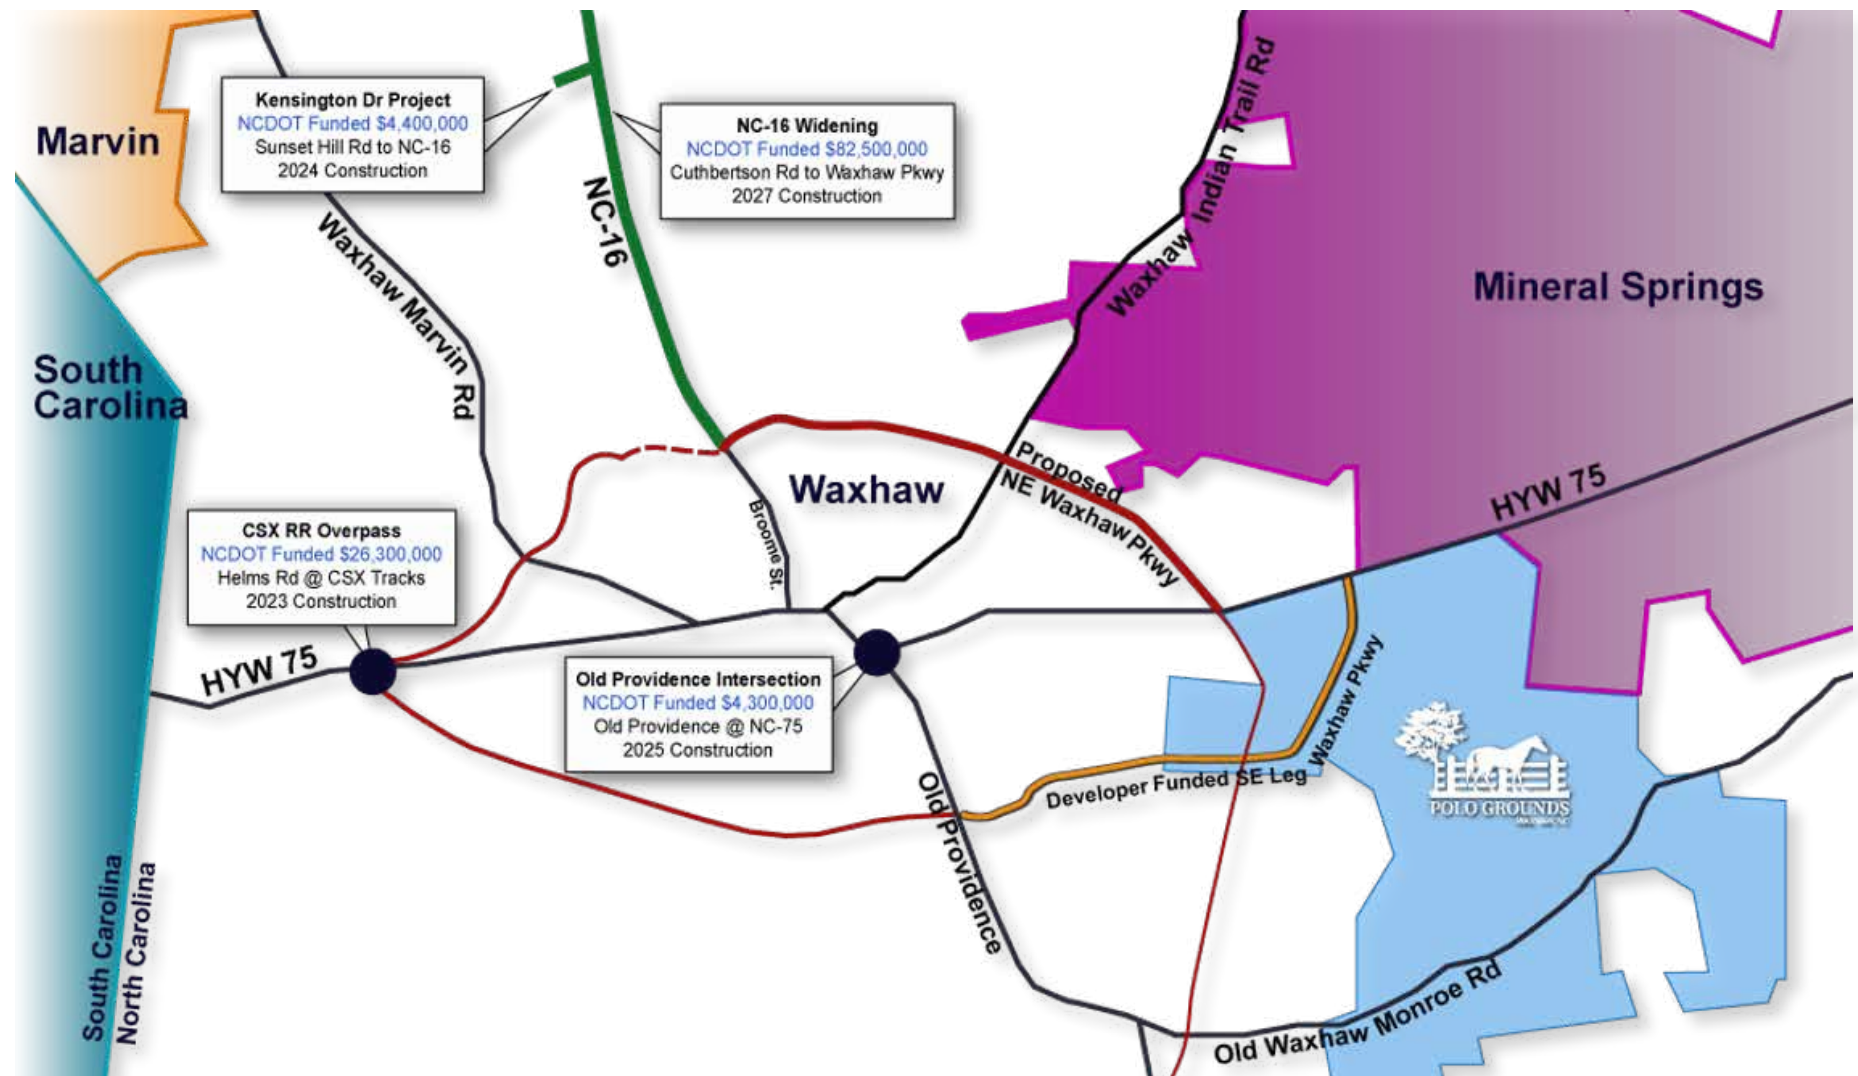 Marvin
Kensington Dr Project
NCDOT Funded $4,400,000
Sunset Hill Rd to NC-16
2024 Construction
NC-16 Widening
NCDOT Funded $82,500,000
Cuthbertson Rd to Waxhaw Pkwy
2027 Construction
Waxhaw Indian Trail Rd
NC-16
Waxhaw Marvin Rd
Mineral Springs
South
Carolina
Waxhaw
Proposed
NE Waxhaw Pkwy
HYW 75
Broome St.
CSX RR Overpass
NCDOT Funded $26,300,000
Helms Rd @ CSX Tracks
2023 Construction
HYW 75
Old Providence Intersection
NCDOT Funded $4,300,000
Old Providence @ NC-75
2025 Construction
Waxhaw Pkwy
Developer Funded SE Leg
POLO GROUNDS
Old Providence
South Carolina
North Carolina
Old Waxhaw Monroe Rd